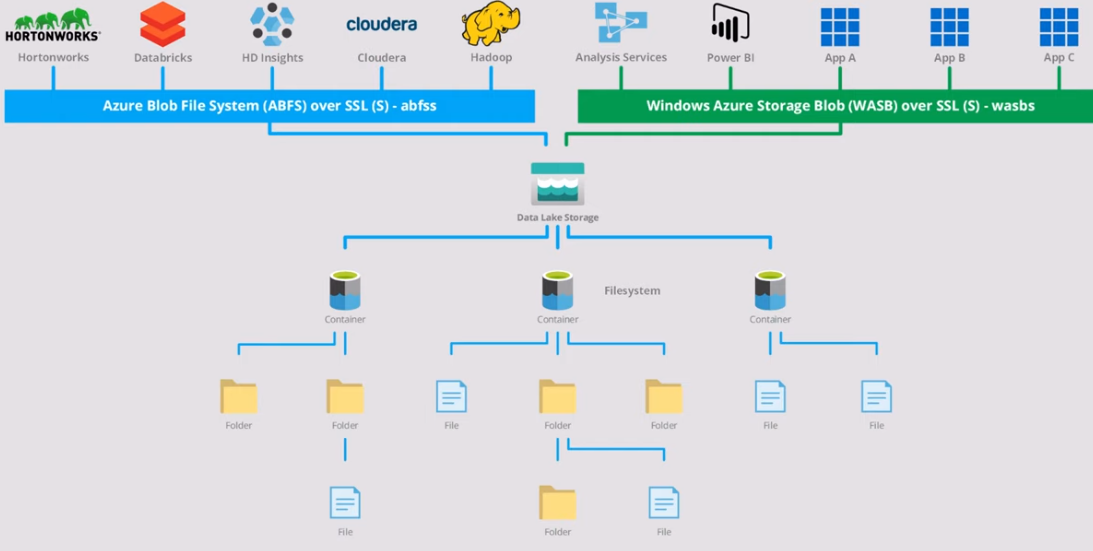 HORTONWORKS
cloudera
Hortonworks
Databricks
HD Insights
Cloudera
Hadoop
Analysis Services
Power BI
App A
App B
App C
Azure Blob File System (ABFS) over SSL (S) - abfss
Windows Azure Storage Blob (WASB) over SSL (S) - wasbs
Data Lake Storage
Filesystem
Container
Container
Container
Folder
Folder
File
Folder
Folder
File
File
File
Folder
File